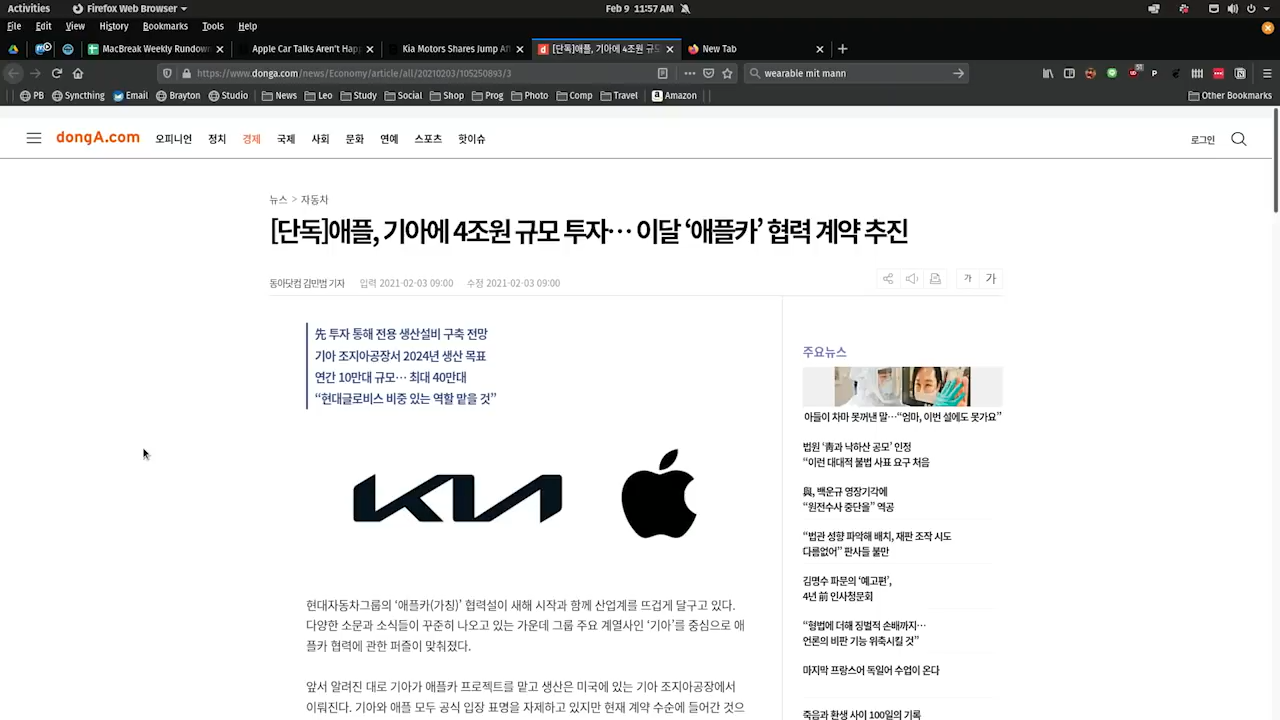 Activities
Firefox Web Browser
Feb 9 11:57 AM
File Edit View History Bookmarks Tools Help
MacBreak Weekly Rundown
Apple Car Talks Aren't Hap
Kia Motors Shares Jump Af
[단독]애플, 기아에 4조원 규모
New Tab
https://www.donga.com/news/Economy/article/all/20210203/105250893/3
wearable mit mann
PB Syncthing Email Brayton Studio News Leo Study Social Shop Prog Photo Comp Travel Amazon Other Bookmarks
dongA.com 오피니언 정치 경제 국제 사회 문화 연예 스포츠 핫이슈 로그인
뉴스 > 자동차
[단독]애플, 기아에 4조원 규모 투자… 이달 ‘애플카’ 협력 계약 추진
동아닷컴 김민범 기자 입력 2021-02-03 09:00 수정 2021-02-03 09:00
가 가
先 투자 통해 전용 생산설비 구축 전망
기아 조지아공장서 2024년 생산 목표
연간 10만대 규모… 최대 40만대
“현대글로비스 비중 있는 역할 맡을 것”
KIA
현대자동차그룹의 ‘애플카(가칭)’ 협력설이 새해 시작과 함께 산업계를 뜨겁게 달구고 있다.
다양한 소문과 소식들이 꾸준히 나오고 있는 가운데 그룹 주요 계열사인 ‘기아’를 중심으로 애
플카 협력에 관한 퍼즐이 맞춰졌다.
앞서 알려진 대로 기아가 애플카 프로젝트를 맡고 생산은 미국에 있는 기아 조지아공장에서
이뤄진다. 기아와 애플 모두 공식 입장 표명을 자제하고 있지만 현재 계약 수순에 들어간 것으
주요뉴스
아들이 차마 못꺼낸 말…“엄마, 이번 설에도 못가요”
법원 ‘靑과 낙하산 공모’ 인정
“이런 대대적 불법 사표 요구 처음
與, 백운규 영장기각에
“원전수사 중단을” 역공
“법관 성향 파악해 배치, 재판 조작 시도
다름없어” 판사들 불만
김명수 파문의 ‘예고편’,
4년 前 인사청문회
“형법에 더해 징벌적 손배까지…
언론의 비판 기능 위축시킬 것”
마지막 프랑스어 독일어 수업이 온다
죽음과 환생 사이 100일의 기록